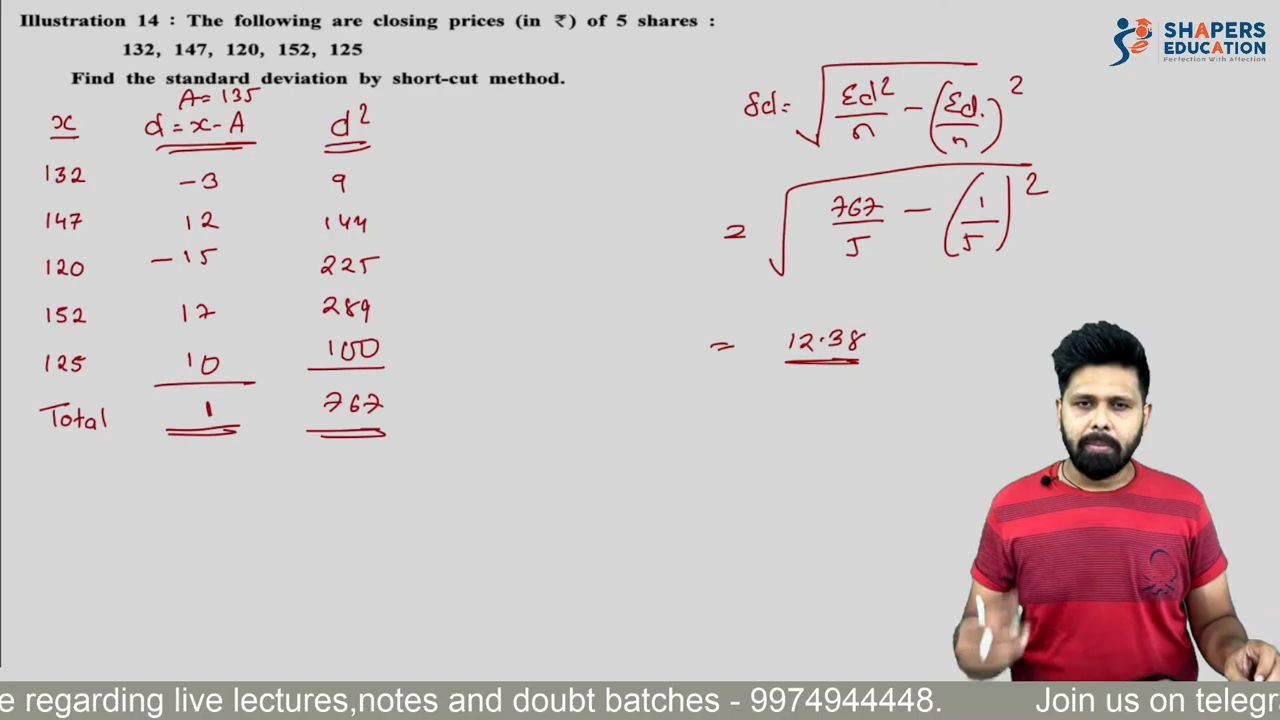 Illustration 14 : The following are closing prices (in ₹) of 5 shares :
132, 147, 120, 152, 125
Find the standard deviation by short-cut method.
SHAPERS
EDUCATION
Perfection With Affection
A = 135
x d = x - A d²
132 -3 9
147 12 144
120 -15 225
152 17 289
125 10 100
Total 1 767
Sd = √(Σd²/n - (Σd/n)²)
= √(767/5 - (1/5)²)
= 12.38
e regarding live lectures,notes and doubt batches - 9974944448. Join us on telegra